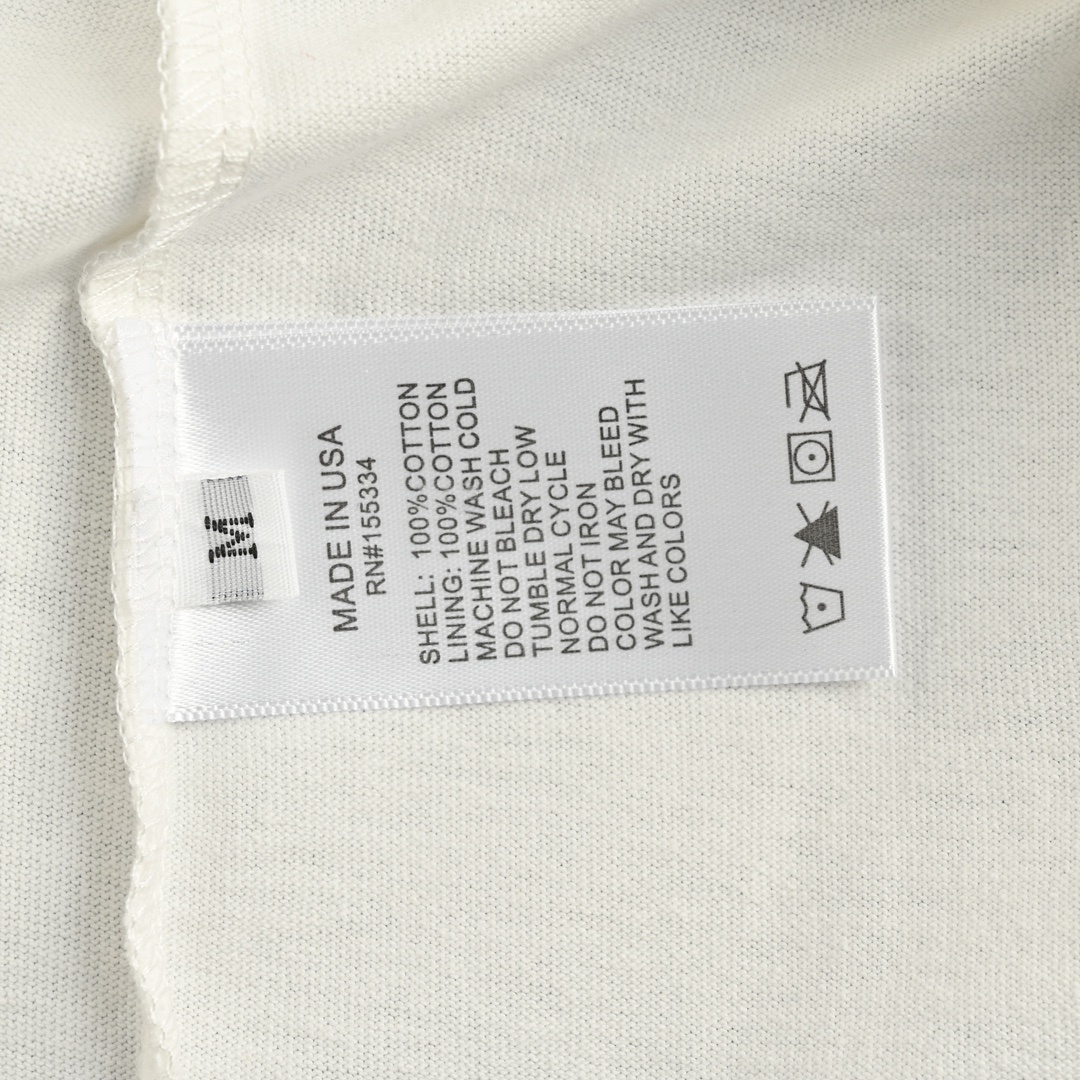 M
MADE IN USA
RN#155334
SHELL: 100%COTTON
LINING: 100%COTTON
MACHINE WASH COLD
DO NOT BLEACH
TUMBLE DRY LOW
NORMAL CYCLE
DO NOT IRON
COLOR MAY BLEED
WASH AND DRY WITH
LIKE COLORS